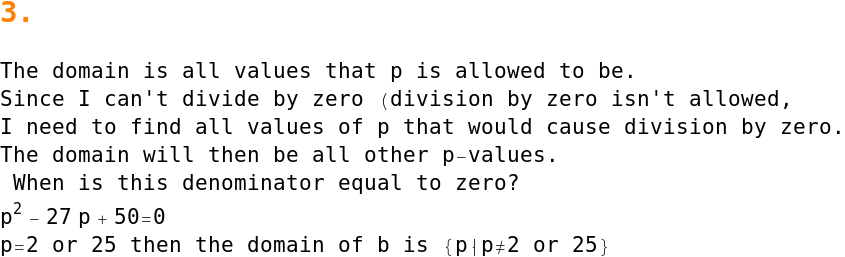 3.
The domain is all values that p is allowed to be.
Since I can't divide by zero (division by zero isn't allowed,
I need to find all values of p that would cause division by zero.
The domain will then be all other p-values.
When is this denominator equal to zero?
p² - 27 p + 50=0
p=2 or 25 then the domain of b is {p|p≠2 or 25}